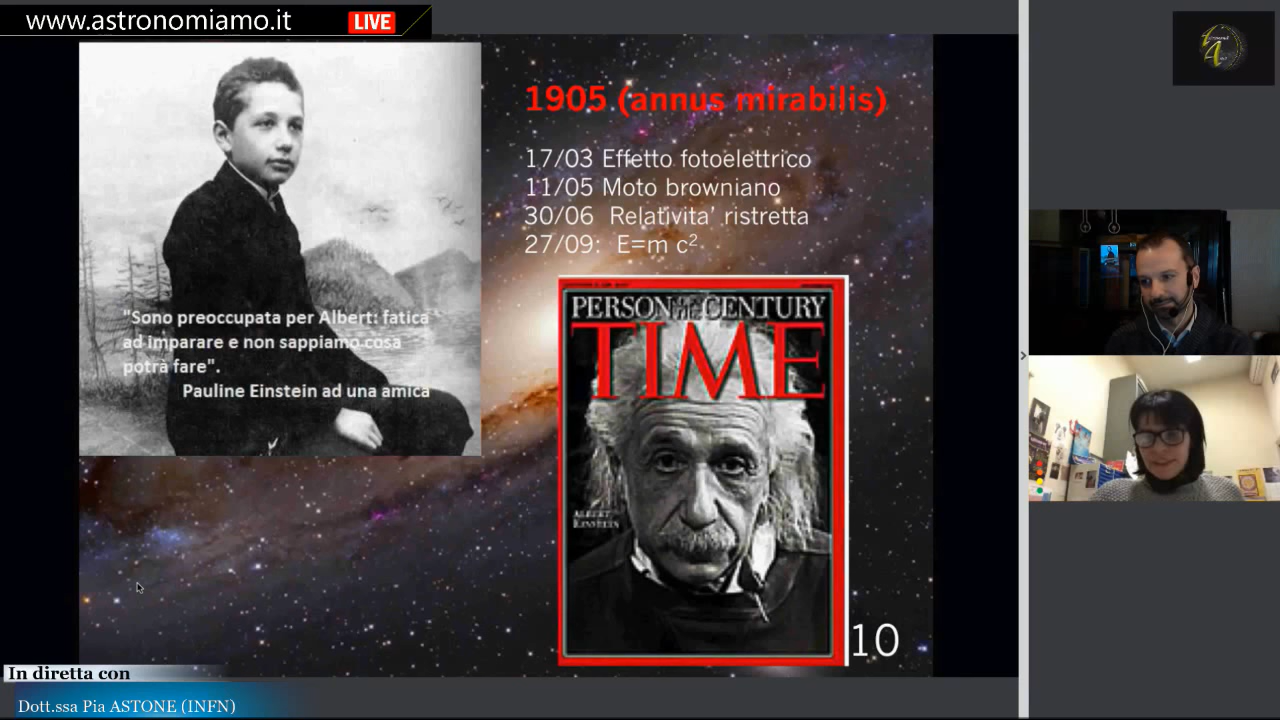 www.astronomiamo.it LIVE
1905 (annus mirabilis)
17/03 Effetto fotoelettrico
11/05 Moto browniano
30/06 Relativita' ristretta
27/09: E=m c²
"Sono preoccupata per Albert: fatica
ad imparare e non sappiamo cosa
potrà fare".
Pauline Einstein ad una amica
PERSON OF THE CENTURY
TIME
ALBERT
EINSTEIN
10
In diretta con
Dott.ssa Pia ASTONE (INFN)